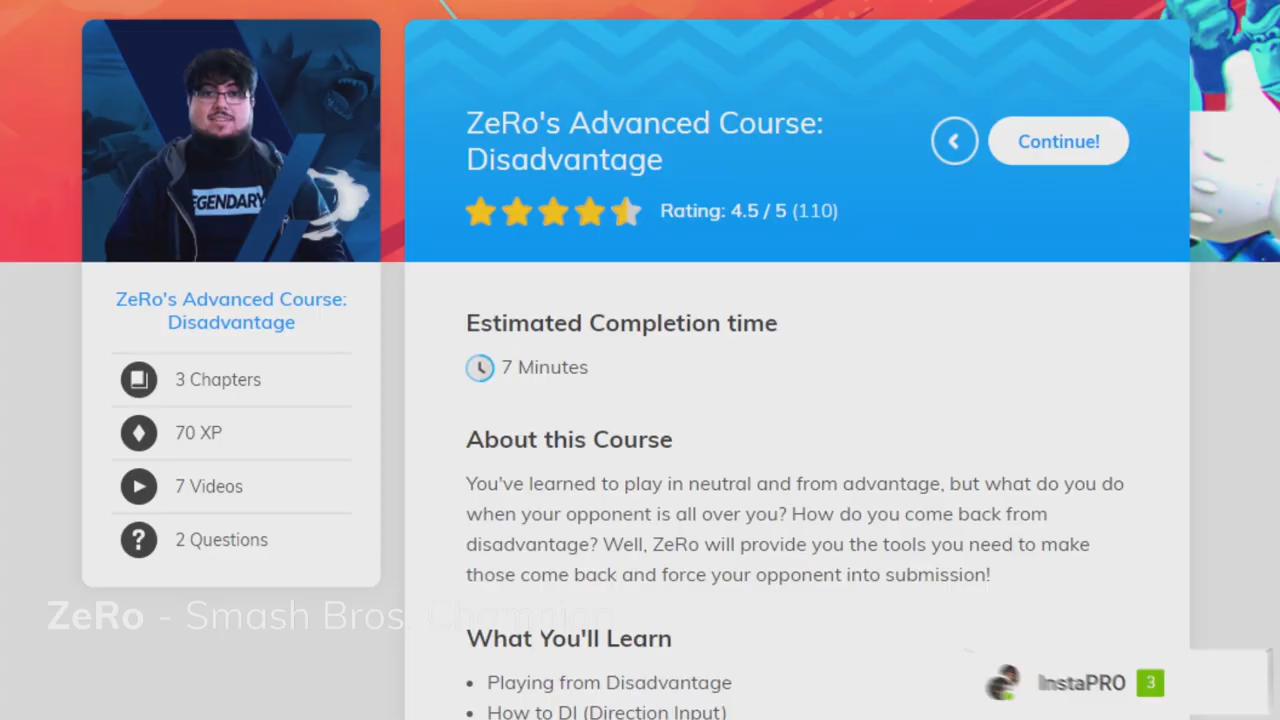 EGENDARY
ZeRo's Advanced Course:
Disadvantage
3 Chapters
70 XP
7 Videos
2 Questions
ZeRo's Advanced Course:
Disadvantage
Continue!
Rating: 4.5 / 5 (110)
Estimated Completion time
7 Minutes
About this Course
You've learned to play in neutral and from advantage, but what do you do
when your opponent is all over you? How do you come back from
disadvantage? Well, ZeRo will provide you the tools you need to make
those come back and force your opponent into submission!
ZeRo - Smash Bros. Champion
What You'll Learn
• Playing from Disadvantage
• How to DI (Direction Input)
InstaPRO 3